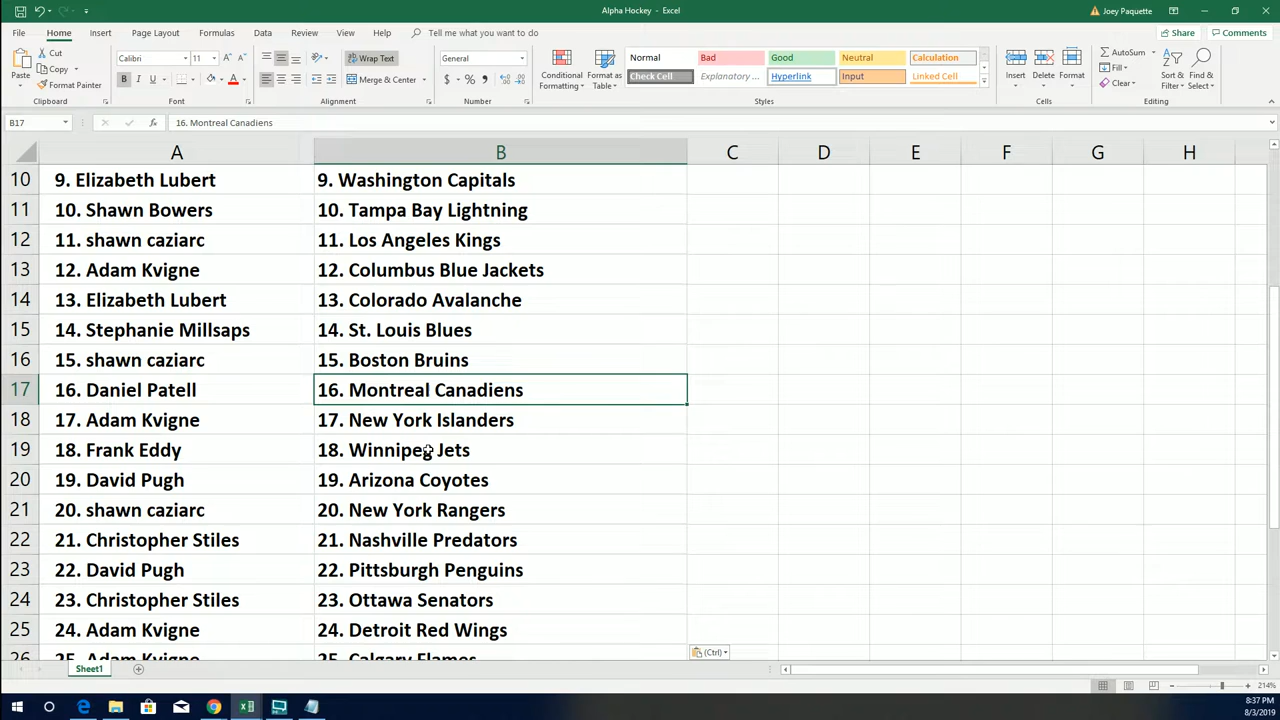 Alpha Hockey - Excel
Joey Paquette
File Home Insert Page Layout Formulas Data Review View Help Tell me what you want to do
Share Comments
Paste Cut Copy Format Painter
Calibri 11
B I U
Wrap Text
Merge & Center
General
$ % ,
Conditional Formatting Format as Table
Normal Bad Good Neutral Calculation
Check Cell Explanatory ... Hyperlink Input Linked Cell
Insert Delete Format
AutoSum Fill Clear
Sort & Filter Find & Select
Clipboard Font Alignment Number Styles Cells Editing
B17 fx 16. Montreal Canadiens
A B C D E F G H
10 9. Elizabeth Lubert 9. Washington Capitals
11 10. Shawn Bowers 10. Tampa Bay Lightning
12 11. shawn caziarc 11. Los Angeles Kings
13 12. Adam Kvigne 12. Columbus Blue Jackets
14 13. Elizabeth Lubert 13. Colorado Avalanche
15 14. Stephanie Millsaps 14. St. Louis Blues
16 15. shawn caziarc 15. Boston Bruins
17 16. Daniel Patell 16. Montreal Canadiens
18 17. Adam Kvigne 17. New York Islanders
19 18. Frank Eddy 18. Winnipeg Jets
20 19. David Pugh 19. Arizona Coyotes
21 20. shawn caziarc 20. New York Rangers
22 21. Christopher Stiles 21. Nashville Predators
23 22. David Pugh 22. Pittsburgh Penguins
24 23. Christopher Stiles 23. Ottawa Senators
25 24. Adam Kvigne 24. Detroit Red Wings
26 25. Adam Kvigne 25. Calgary Flames
(Ctrl)
Sheet1
214%
8:37 PM
8/3/2019